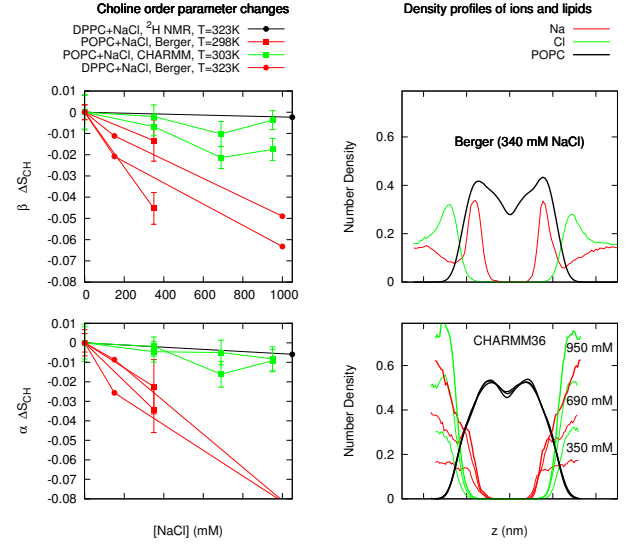 Choline order parameter changes
DPPC+NaCl, ²H NMR, T=323K
POPC+NaCl, Berger, T=298K
POPC+NaCl, CHARMM, T=303K
DPPC+NaCl, Berger, T=323K
0.01
0
-0.01
-0.02
-0.03
-0.04
-0.05
-0.06
-0.07
-0.08
β ΔS_CH
0
200
400
600
800
1000
0.01
0
-0.01
-0.02
-0.03
-0.04
-0.05
-0.06
-0.07
-0.08
α ΔS_CH
0
200
400
600
800
1000
[NaCl] (mM)
Density profiles of ions and lipids
Na
Cl
POPC
Berger (340 mM NaCl)
0.6
0.4
0.2
0
Number Density
CHARMM36
950 mM
690 mM
350 mM
0.6
0.4
0.2
0
Number Density
z (nm)